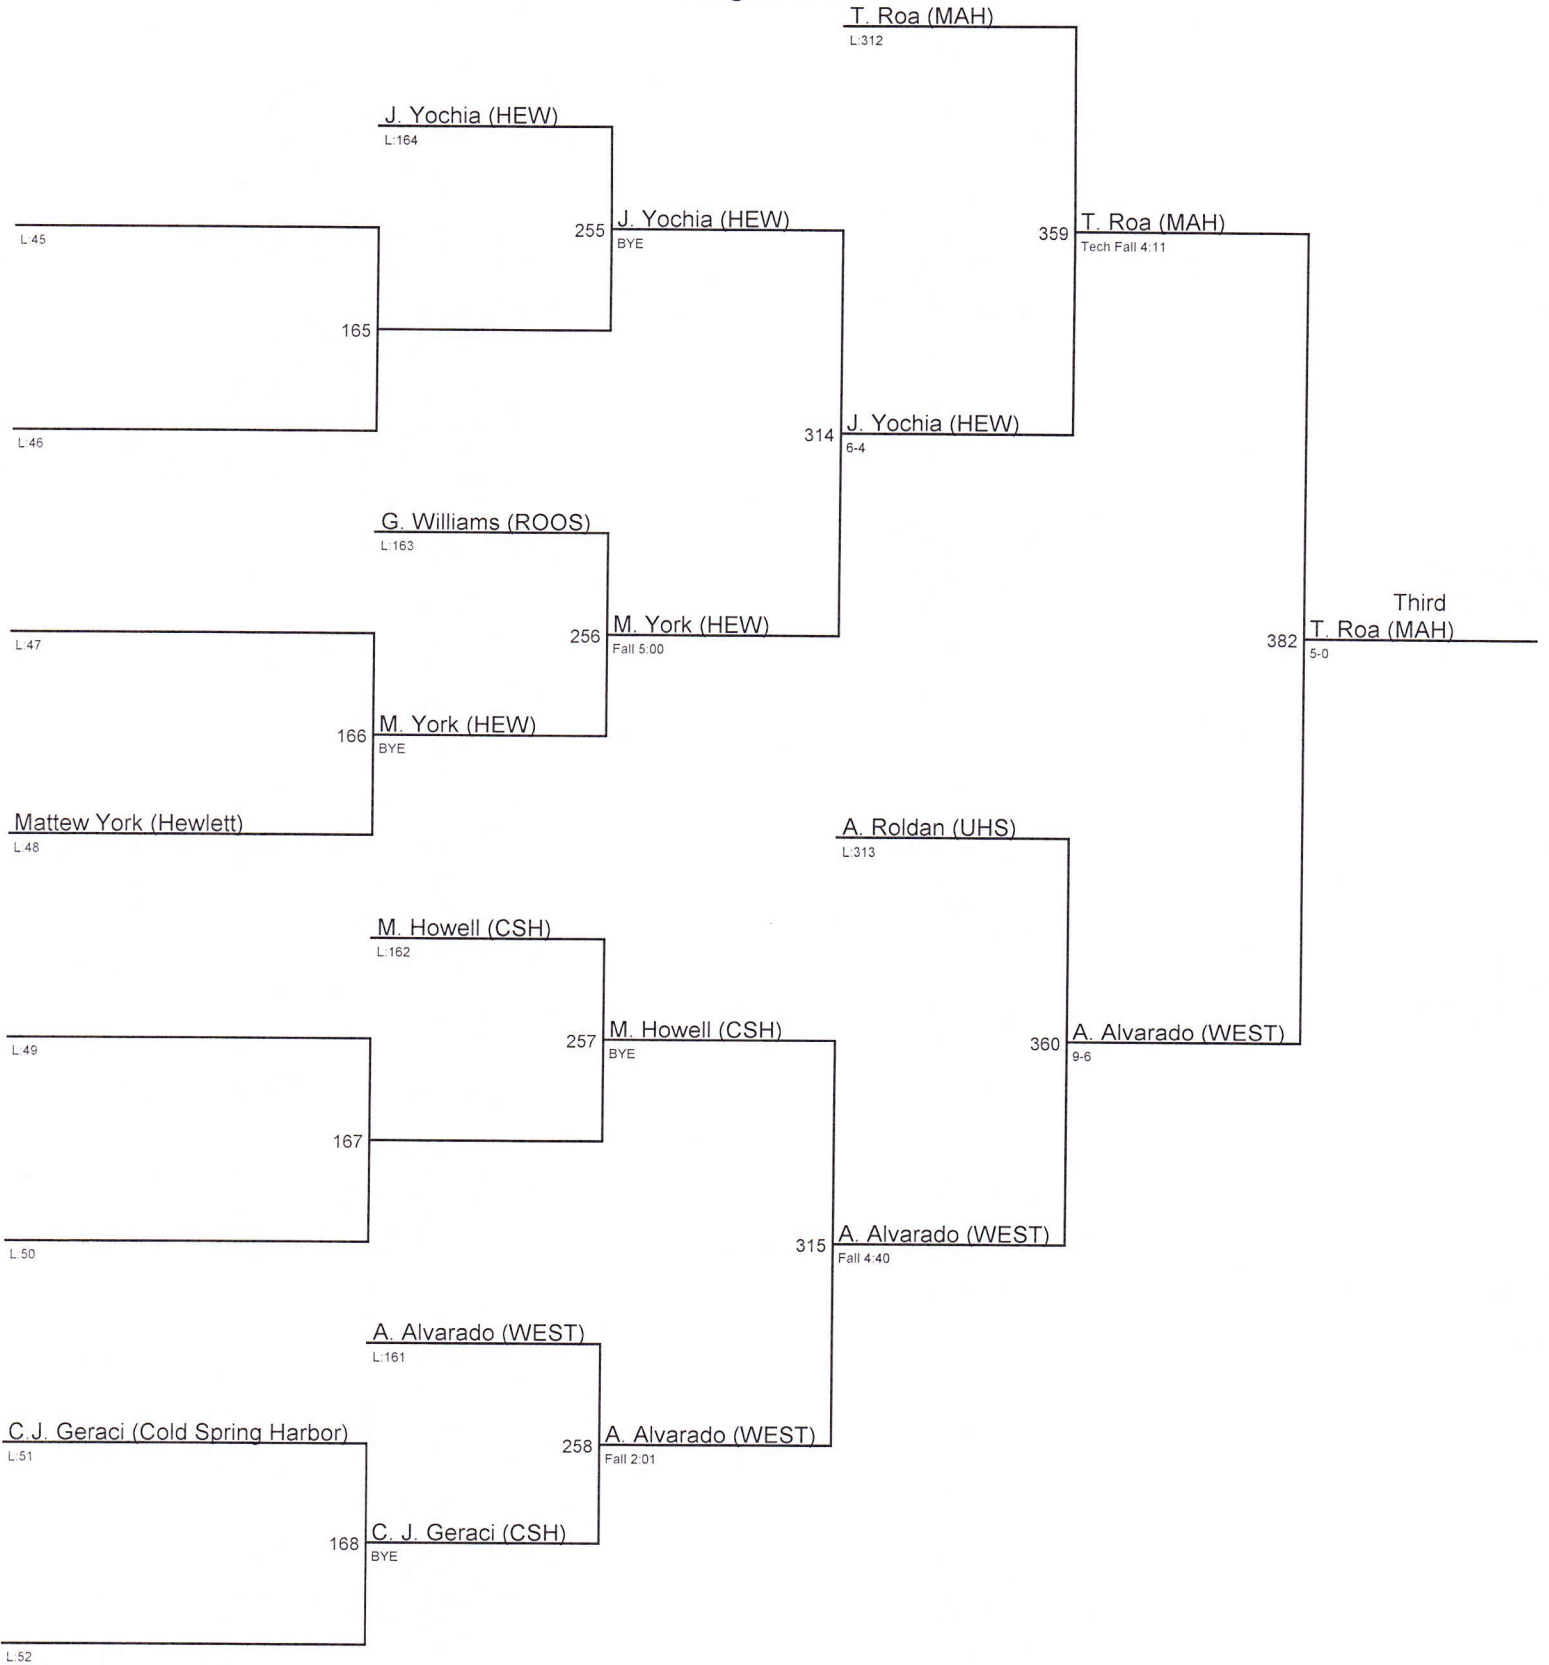 T. Roa (MAH)
L:312
J. Yochia (HEW)
L:164
J. Yochia (HEW)
255
BYE
T. Roa (MAH)
359
Tech Fall 4:11
L:45
165
J. Yochia (HEW)
314
6-4
L:46
G. Williams (ROOS)
L:163
Third
T. Roa (MAH)
382
5-0
M. York (HEW)
256
Fall 5:00
L:47
M. York (HEW)
166
BYE
Mattew York (Hewlett)
L:48
A. Roldan (UHS)
L:313
M. Howell (CSH)
L:162
M. Howell (CSH)
257
BYE
A. Alvarado (WEST)
360
9-6
L:49
167
A. Alvarado (WEST)
315
Fall 4:40
L:50
A. Alvarado (WEST)
L:161
C.J. Geraci (Cold Spring Harbor)
L:51
A. Alvarado (WEST)
258
Fall 2:01
C. J. Geraci (CSH)
168
BYE
L:52